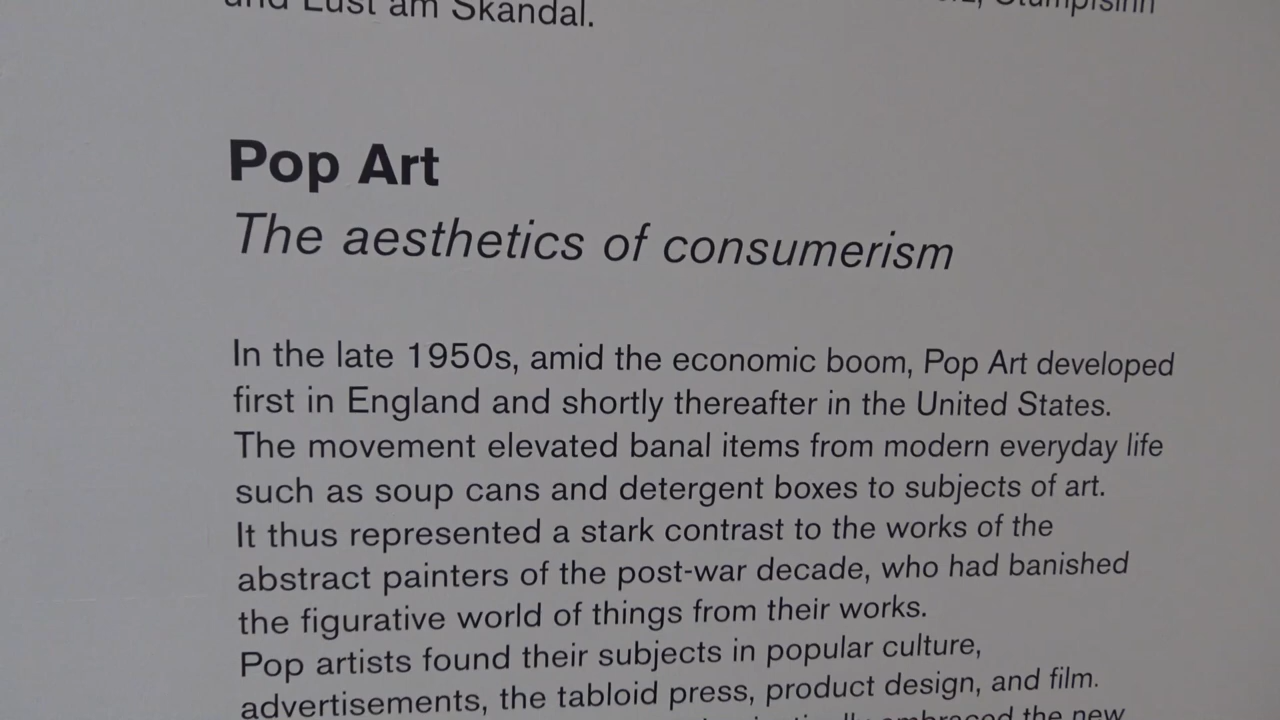 und Lust am Skandal.
Stumpfsinn
Pop Art
The aesthetics of consumerism
In the late 1950s, amid the economic boom, Pop Art developed
first in England and shortly thereafter in the United States.
The movement elevated banal items from modern everyday life
such as soup cans and detergent boxes to subjects of art.
It thus represented a stark contrast to the works of the
abstract painters of the post-war decade, who had banished
the figurative world of things from their works.
Pop artists found their subjects in popular culture,
advertisements, the tabloid press, product design, and film.
embraced the new